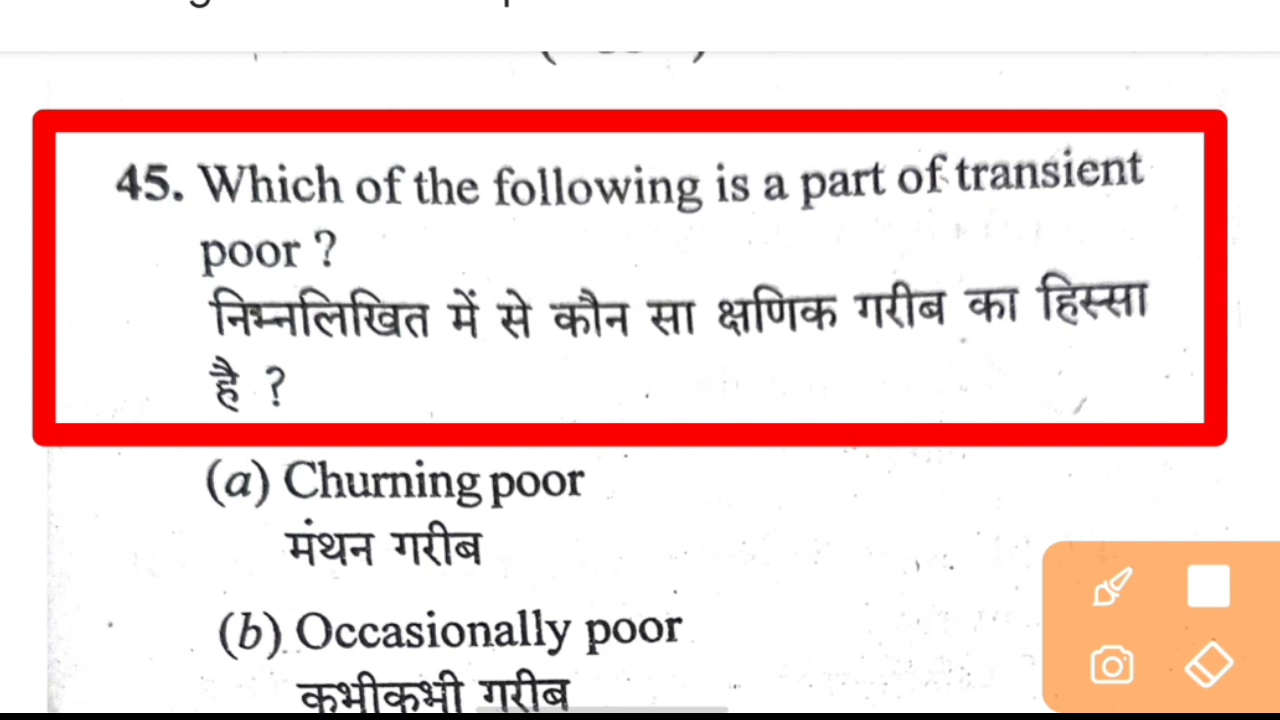 45. Which of the following is a part of transient
poor ?
निम्नलिखित में से कौन सा क्षणिक गरीब का हिस्सा
है ?
(a) Churning poor
मंथन गरीब
(b) Occasionally poor
कभीकभी गरीब